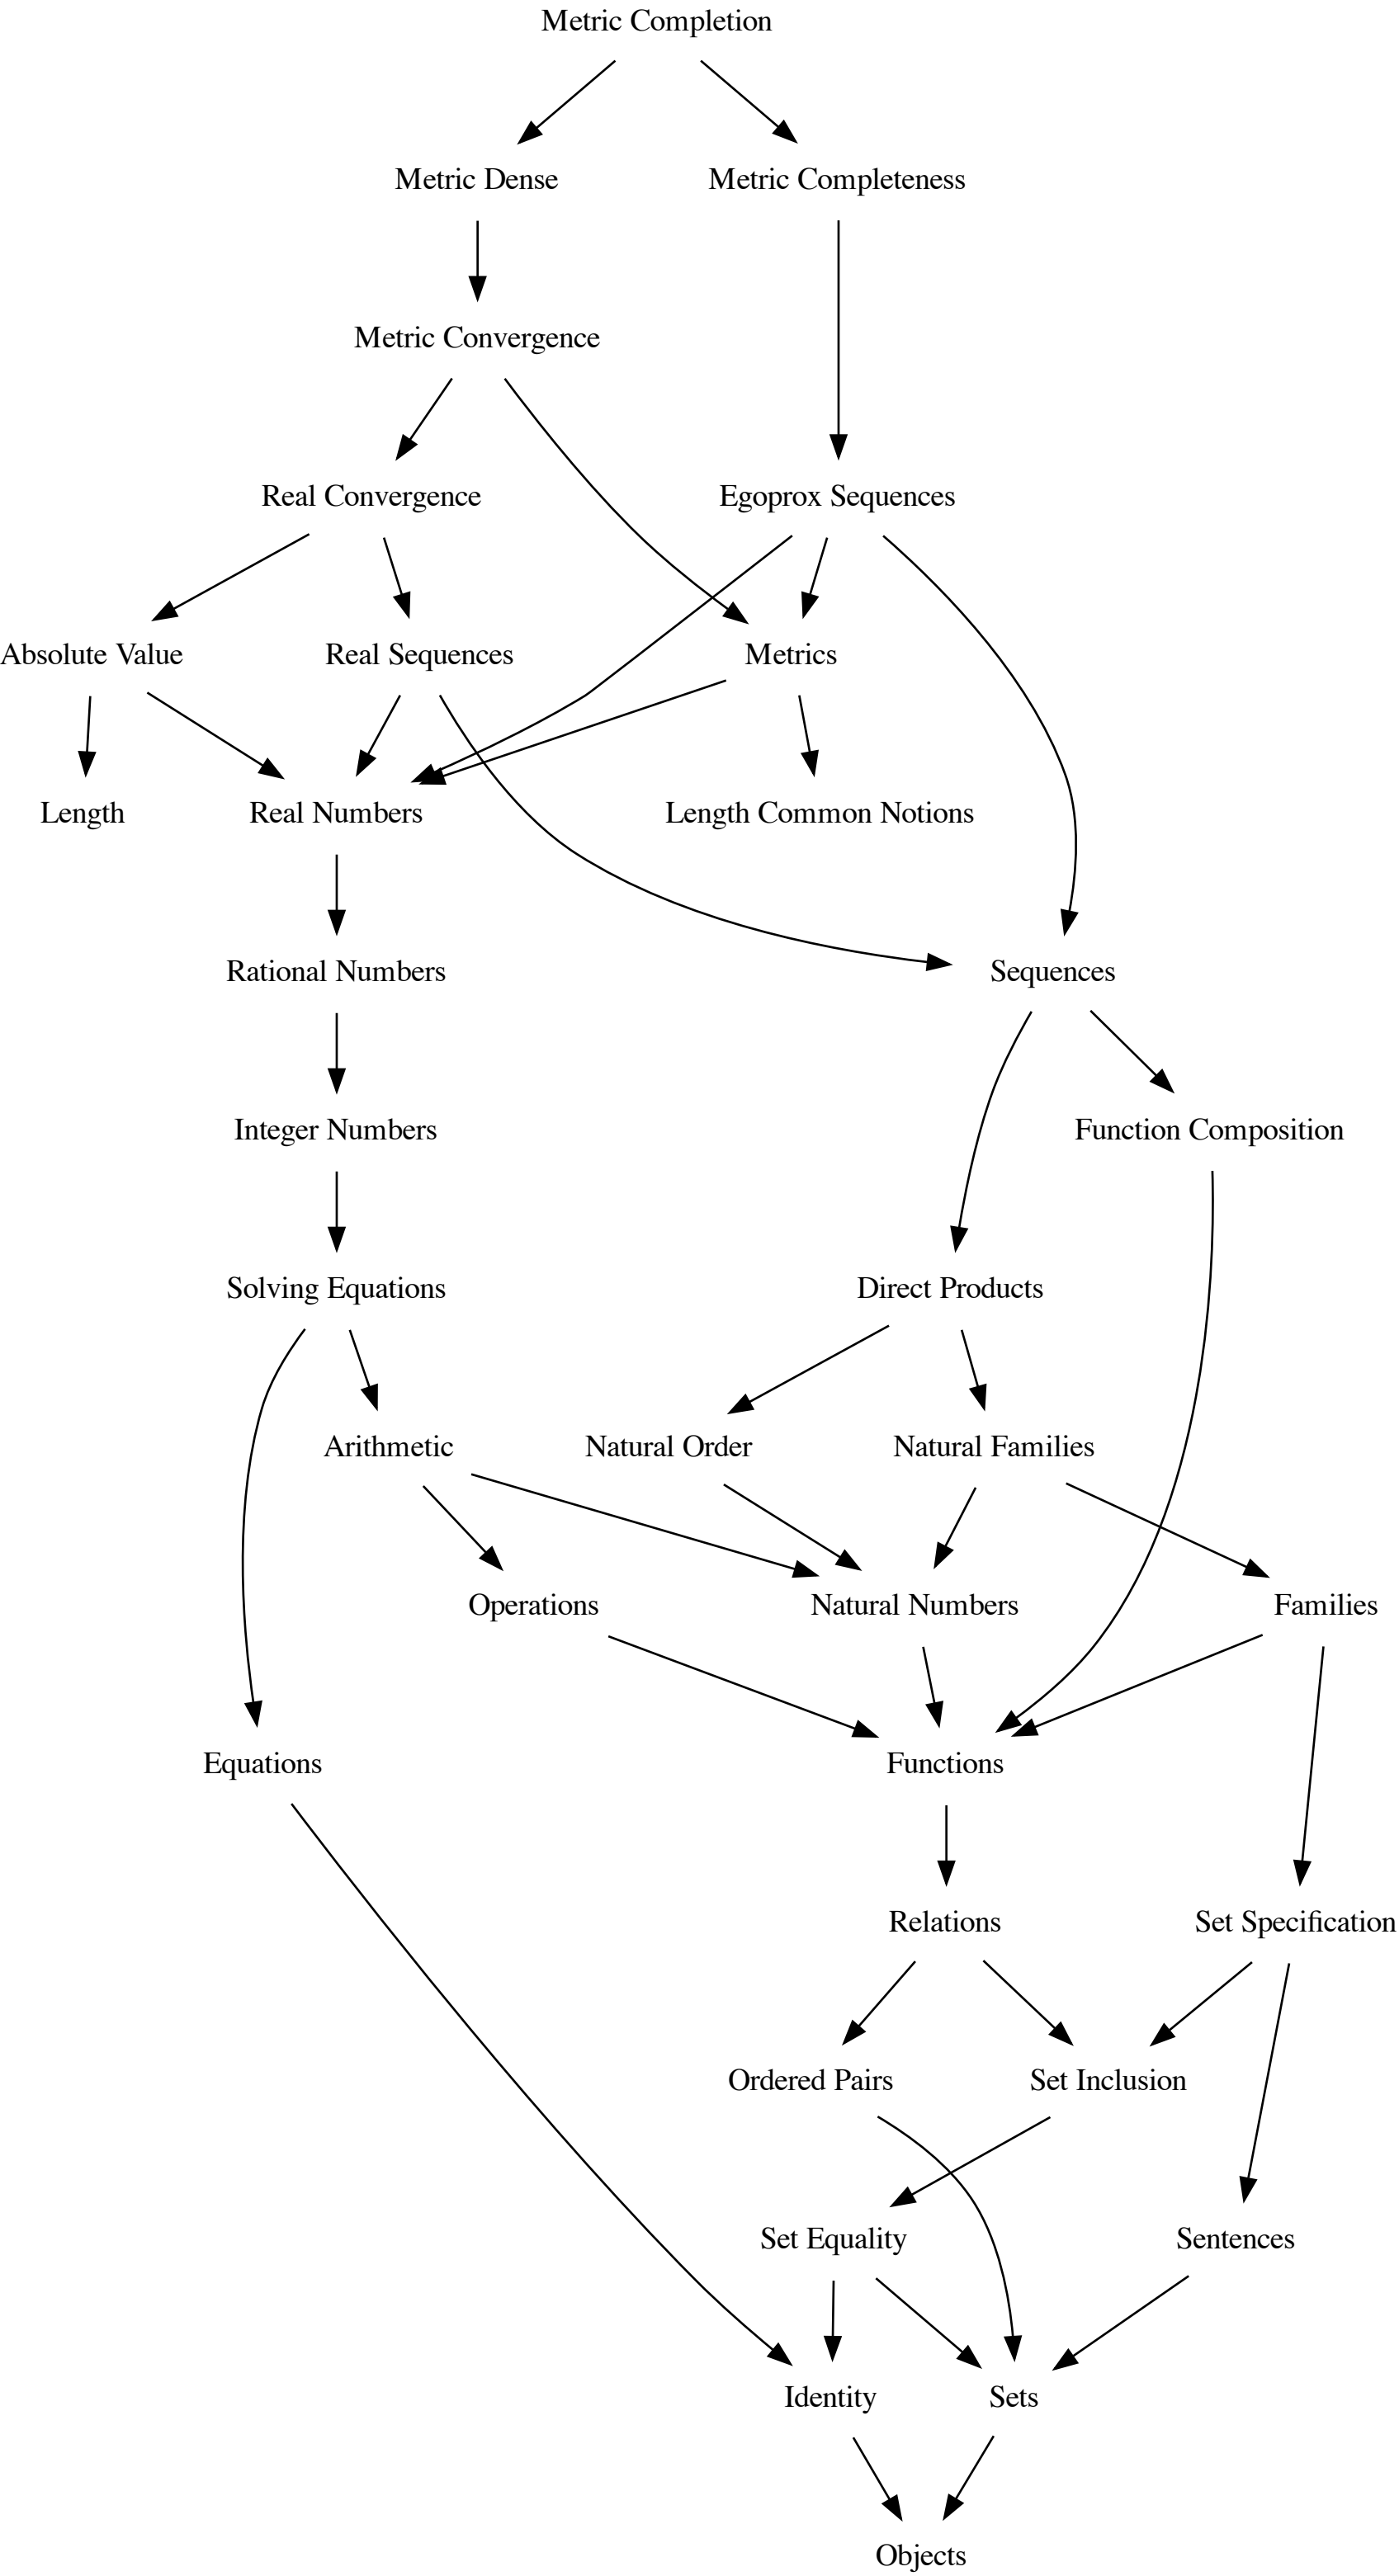 Metric Completion
Metric Dense
Metric Completeness
Metric Convergence
Real Convergence
Egoprox Sequences
Absolute Value
Real Sequences
Metrics
Length
Real Numbers
Length Common Notions
Rational Numbers
Sequences
Integer Numbers
Function Composition
Solving Equations
Direct Products
Arithmetic
Natural Order
Natural Families
Operations
Natural Numbers
Families
Equations
Functions
Relations
Set Specification
Ordered Pairs
Set Inclusion
Set Equality
Sentences
Identity
Sets
Objects